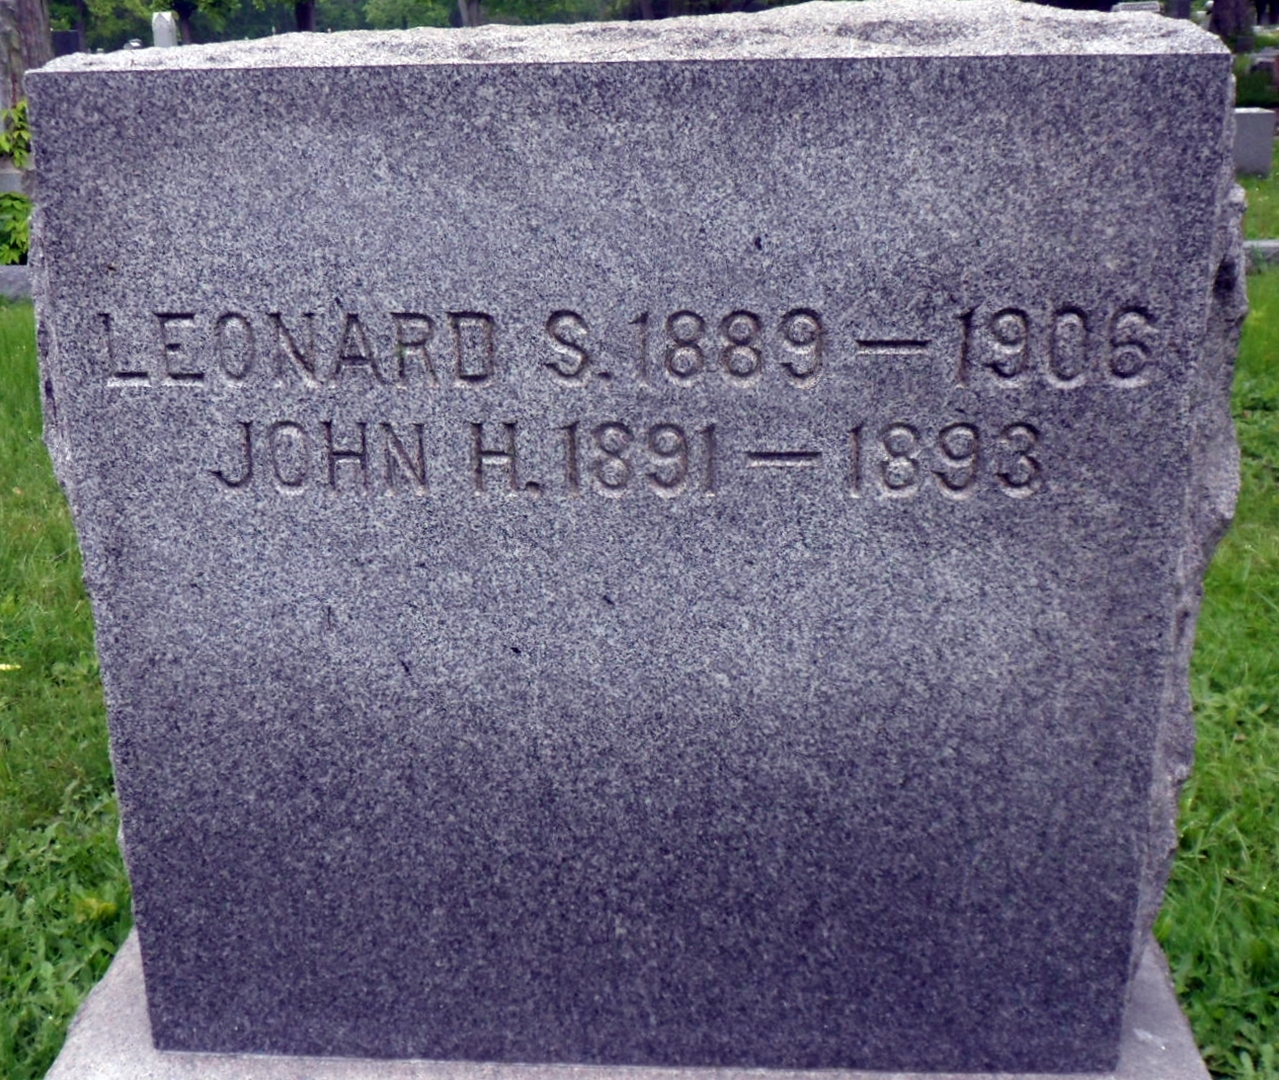 LEONARD S. 1889 — 1906
JOHN H. 1891 — 1893